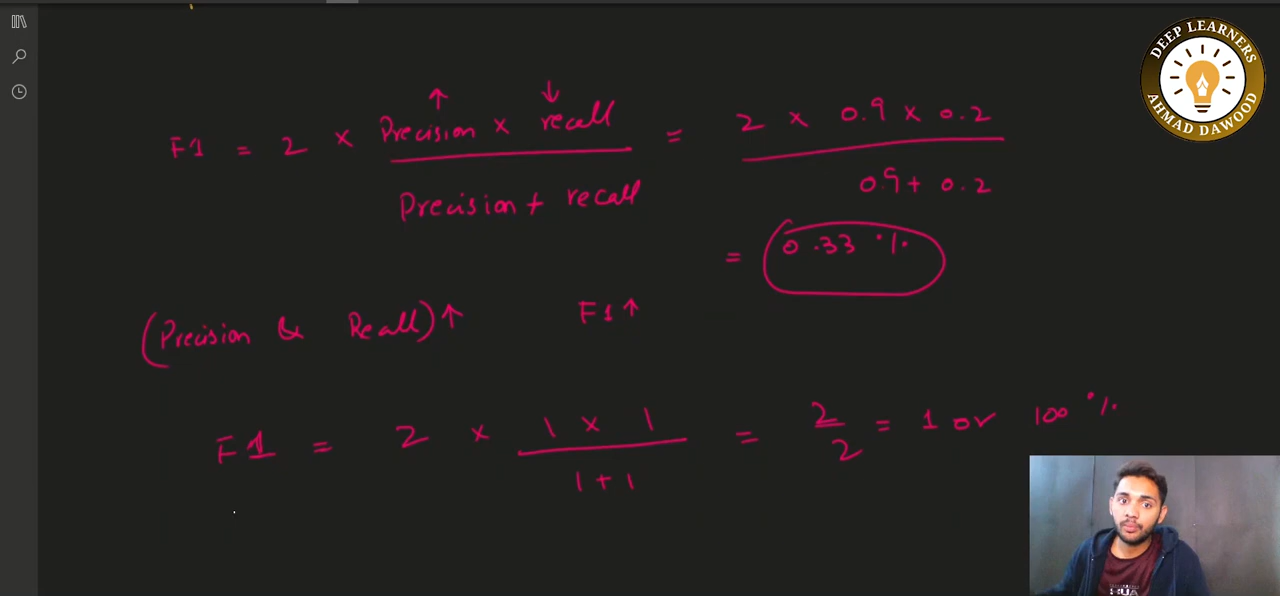 DEEP LEARNERS
AHMAD DAWOOD
F1 = 2 × Precision × recall / Precision + recall = 2 × 0.9 × 0.2 / 0.9 + 0.2
= 0.33 %
(Precision & Recall) ↑ F1 ↑
F1 = 2 × 1 × 1 / 1 + 1 = 2 / 2 = 1 or 100 %
HUA